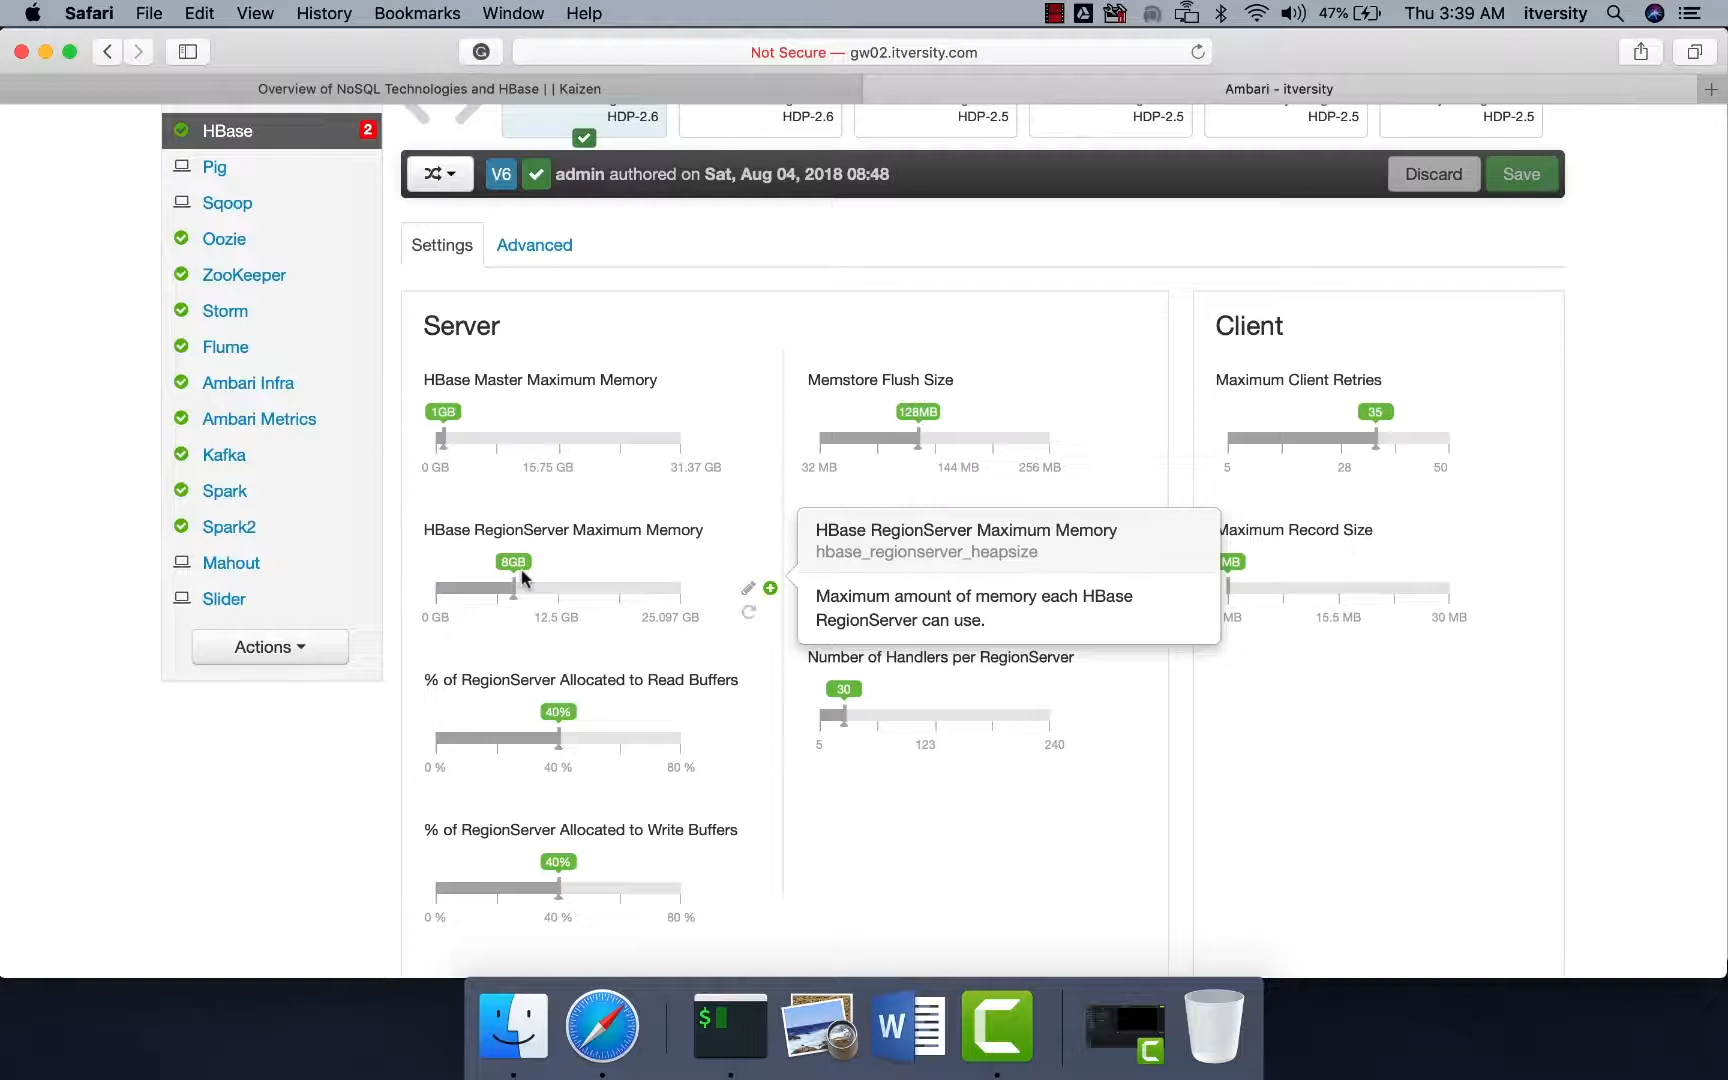 Safari File Edit View History Bookmarks Window Help
47% Thu 3:39 AM itversity
Not Secure — gw02.itversity.com
Overview of NoSQL Technologies and HBase | | Kaizen
Ambari - itversity
HDP-2.6
HDP-2.6
HDP-2.5
HDP-2.5
HDP-2.5
HDP-2.5
HBase 2
Pig
Sqoop
Oozie
ZooKeeper
Storm
Flume
Ambari Infra
Ambari Metrics
Kafka
Spark
Spark2
Mahout
Slider
Actions
V6 admin authored on Sat, Aug 04, 2018 08:48
Discard Save
Settings Advanced
Server
HBase Master Maximum Memory
1GB
0 GB 15.75 GB 31.37 GB
HBase RegionServer Maximum Memory
8GB
0 GB 12.5 GB 25.097 GB
% of RegionServer Allocated to Read Buffers
40%
0 % 40 % 80 %
% of RegionServer Allocated to Write Buffers
40%
0 % 40 % 80 %
Memstore Flush Size
128MB
32 MB 144 MB 256 MB
HBase RegionServer Maximum Memory
hbase_regionserver_heapsize
Maximum amount of memory each HBase
RegionServer can use.
Number of Handlers per RegionServer
30
5 123 240
Client
Maximum Client Retries
35
5 28 50
Maximum Record Size
MB
MB 15.5 MB 30 MB
$
W